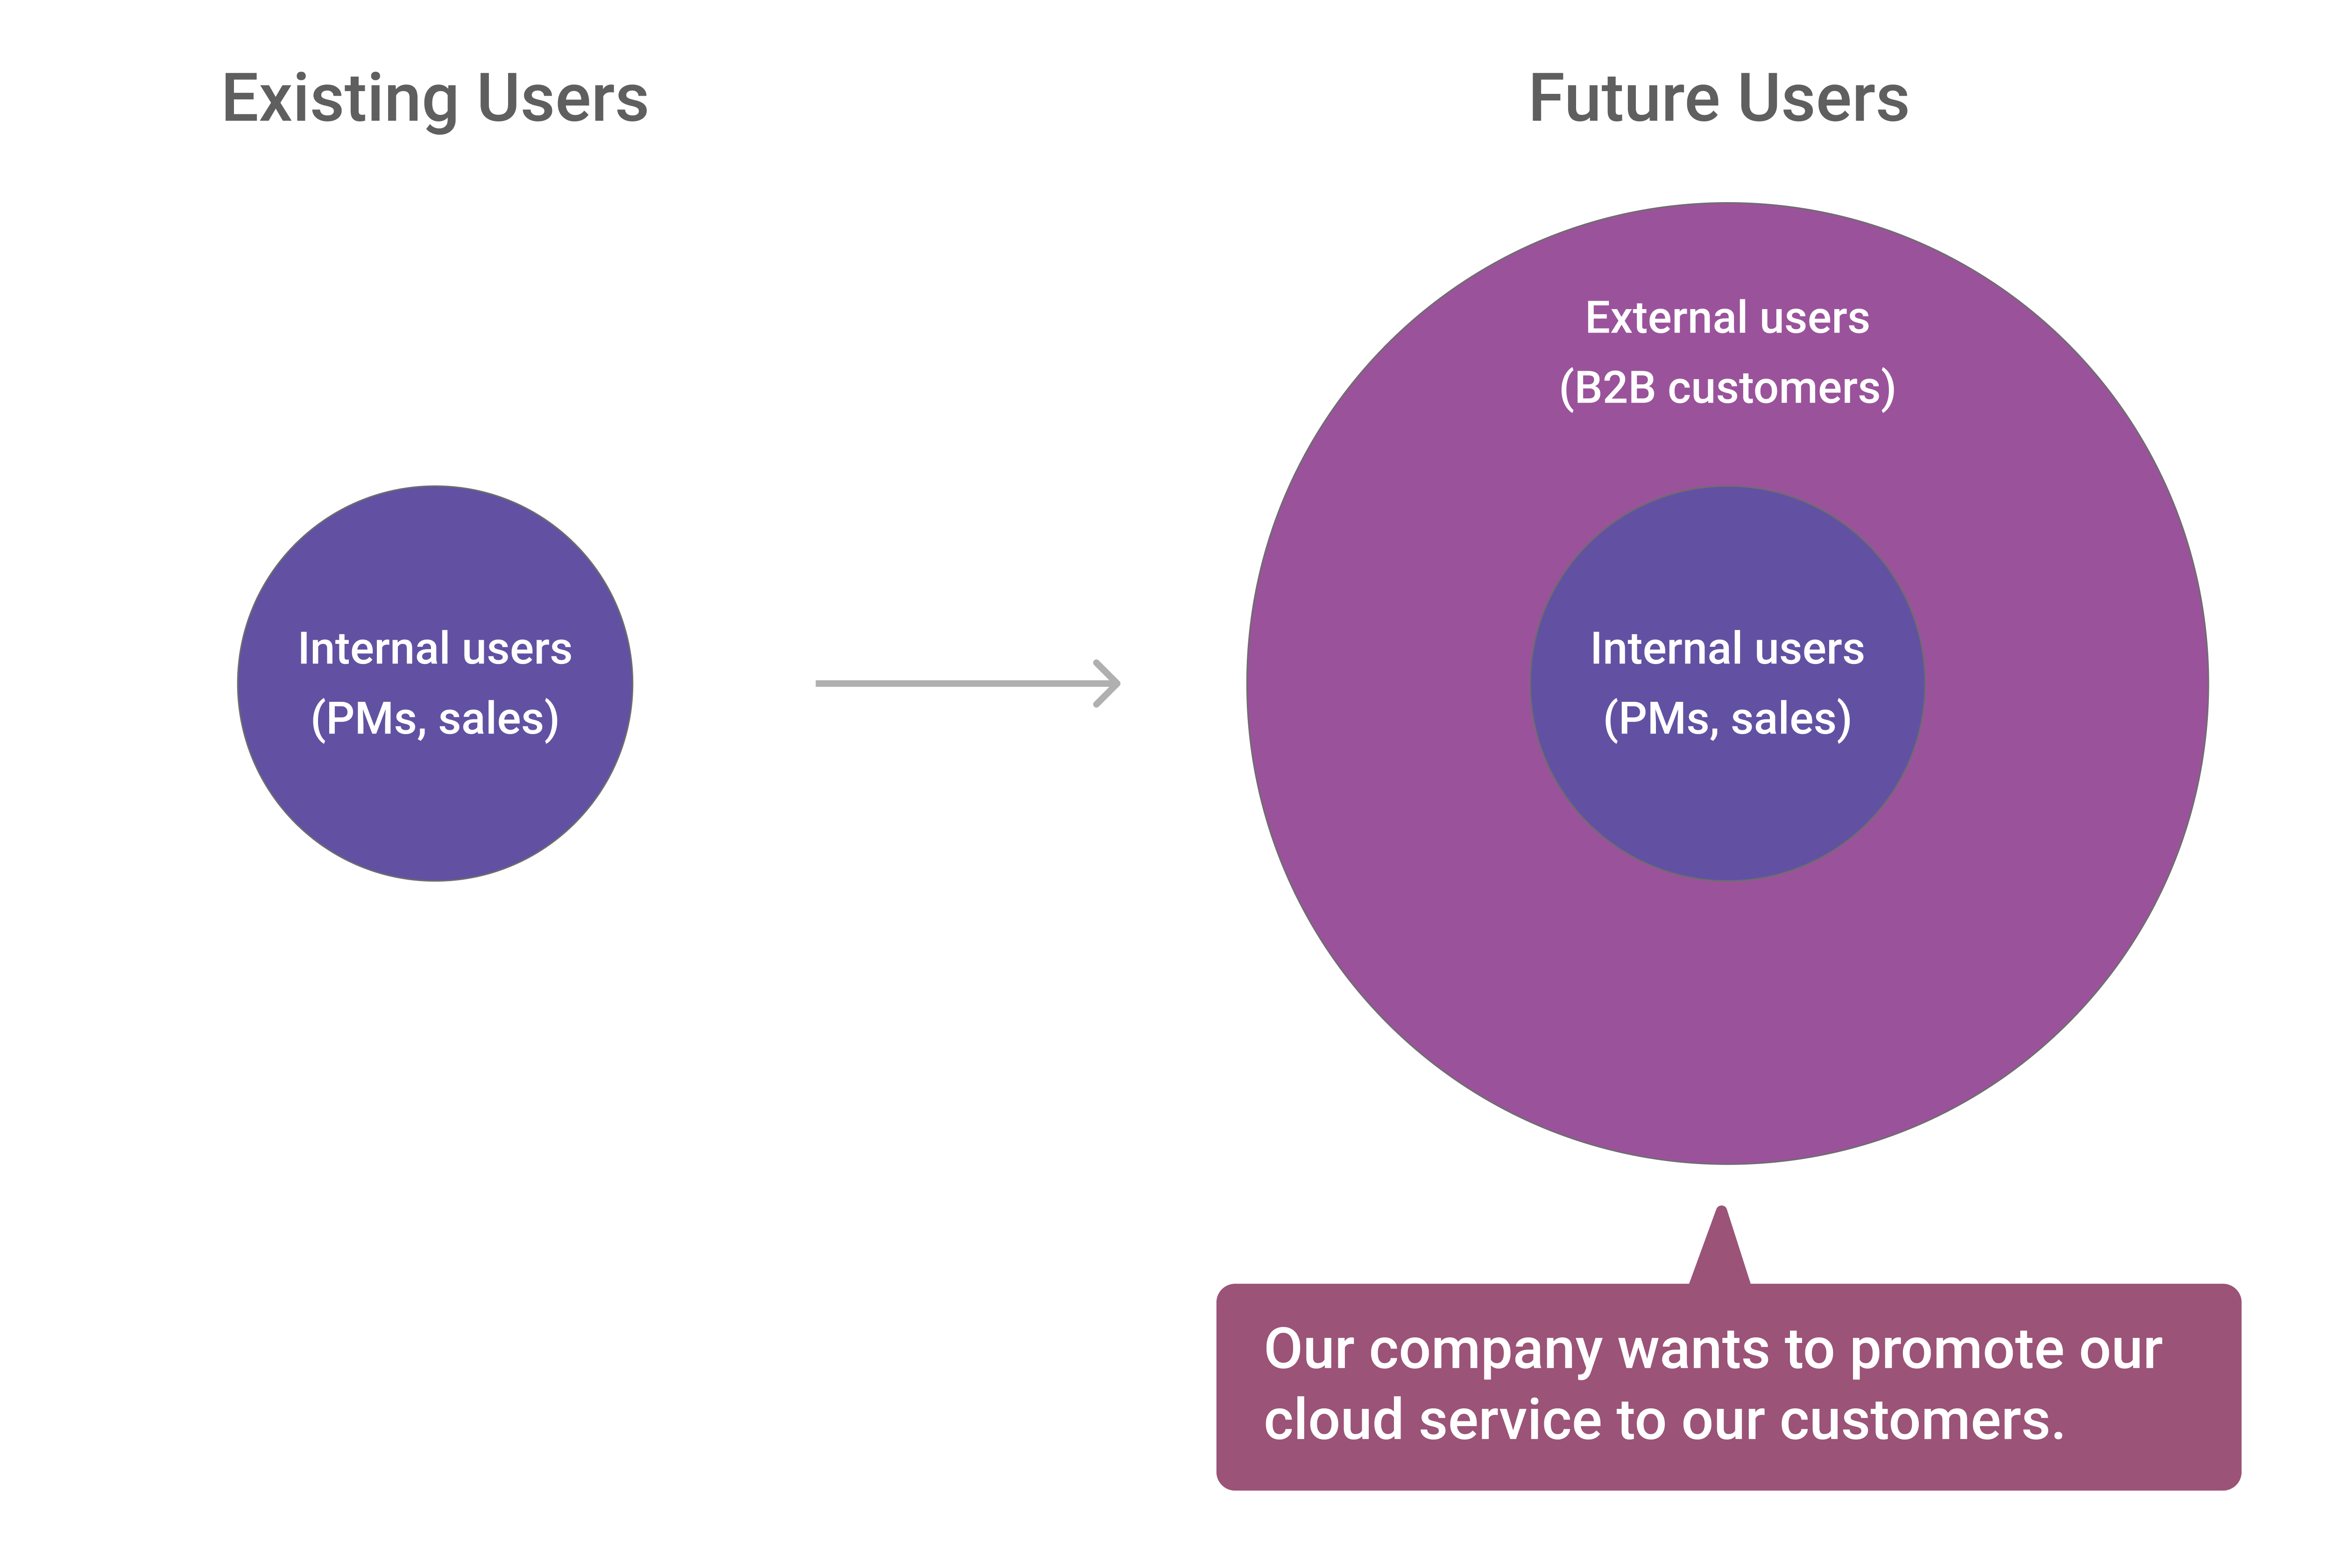 Existing Users
Future Users
External users
(B2B customers)
Internal users
(PMs, sales)
Internal users
(PMs, sales)
Our company wants to promote our
cloud service to our customers.